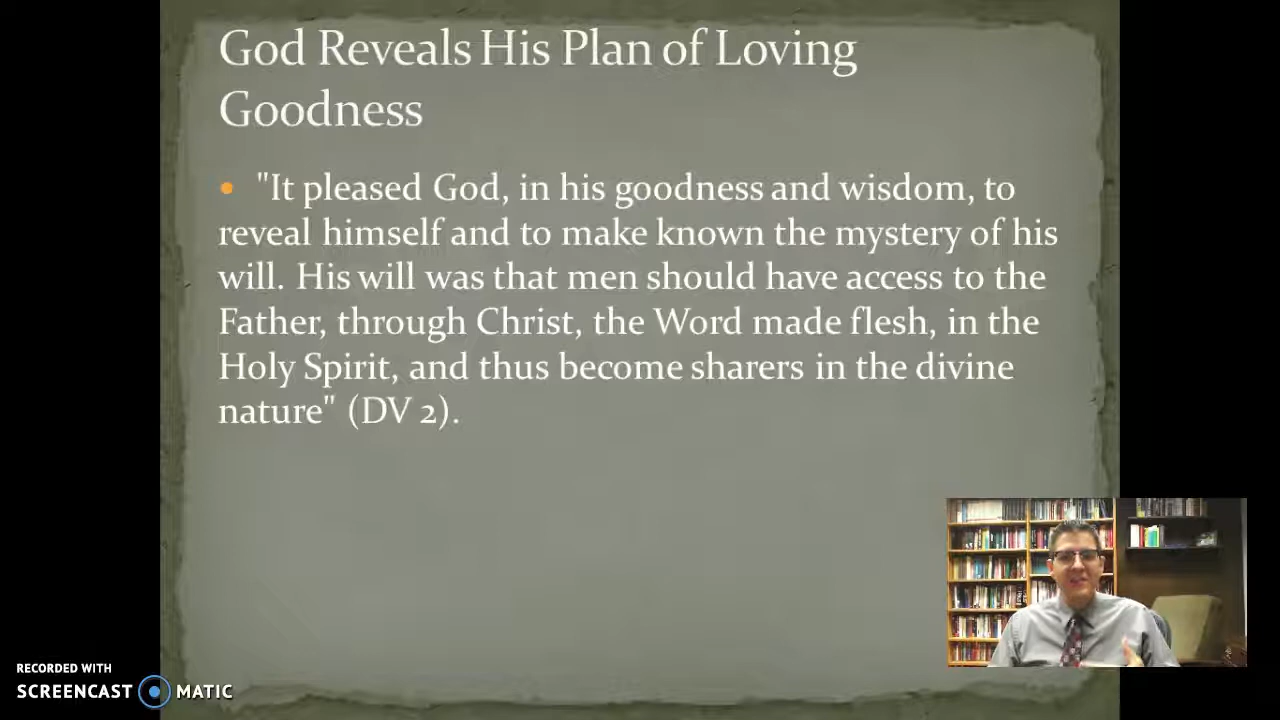 God Reveals His Plan of Loving
Goodness
"It pleased God, in his goodness and wisdom, to
reveal himself and to make known the mystery of his
will. His will was that men should have access to the
Father, through Christ, the Word made flesh, in the
Holy Spirit, and thus become sharers in the divine
nature" (DV 2).
RECORDED WITH
SCREENCAST MATIC